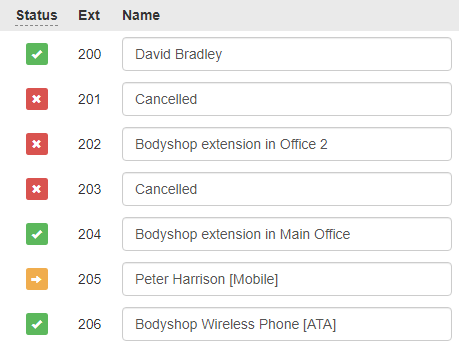 Status Ext Name
200 David Bradley
201 Cancelled
202 Bodyshop extension in Office 2
203 Cancelled
204 Bodyshop extension in Main Office
205 Peter Harrison [Mobile]
206 Bodyshop Wireless Phone [ATA]